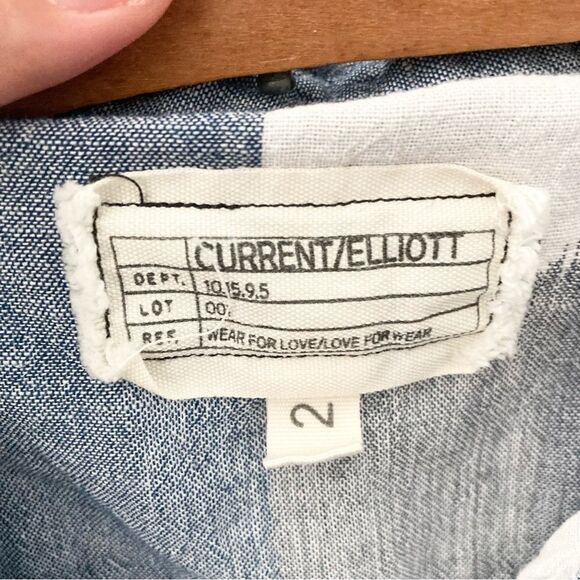 CURRENT/ELLIOTT
DEPT. 10.15.9.5
LOT 00.
REF. WEAR FOR LOVE/LOVE FOR WEAR
2